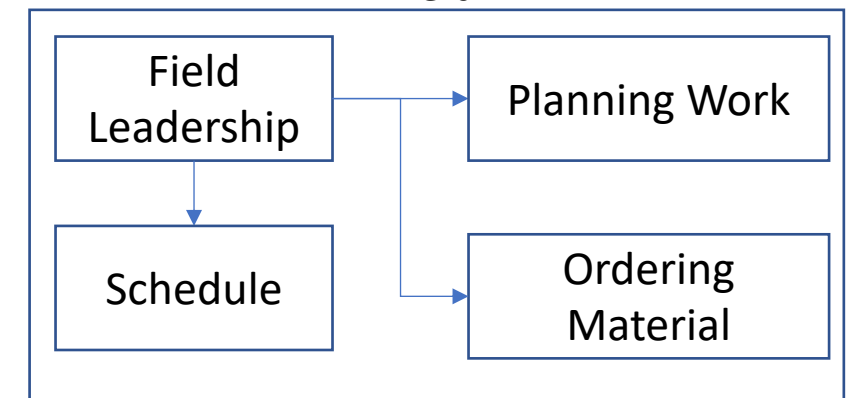 Field
Leadership
Planning Work
Schedule
Ordering
Material